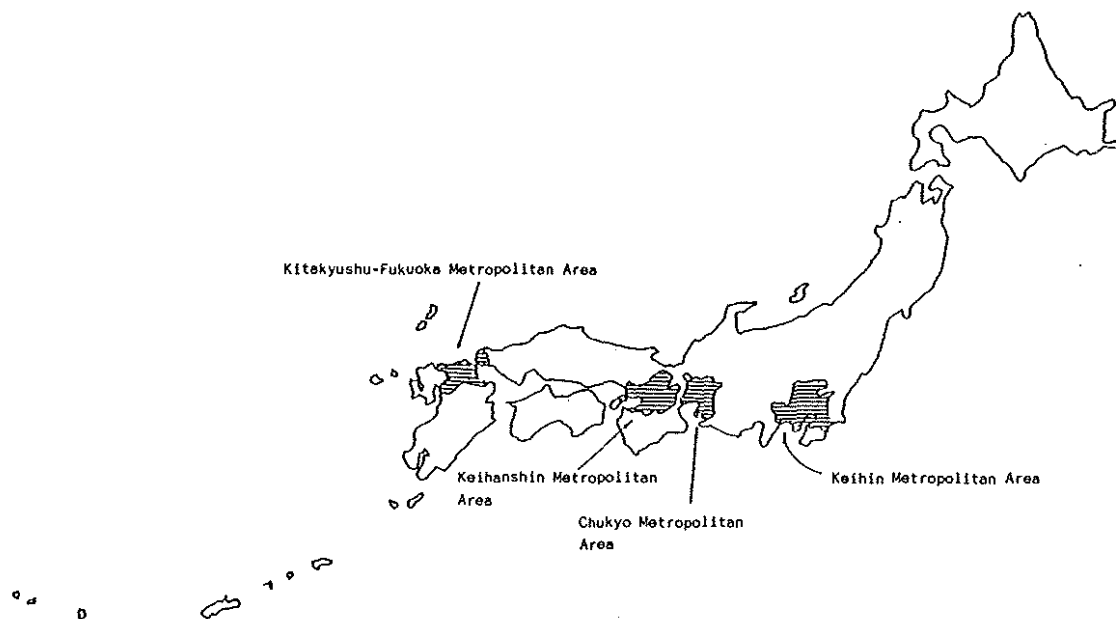 Kitakyushu-Fukuoka Metropolitan Area
Keihanshin Metropolitan
Area
Chukyo Metropolitan
Area
Keihin Metropolitan Area